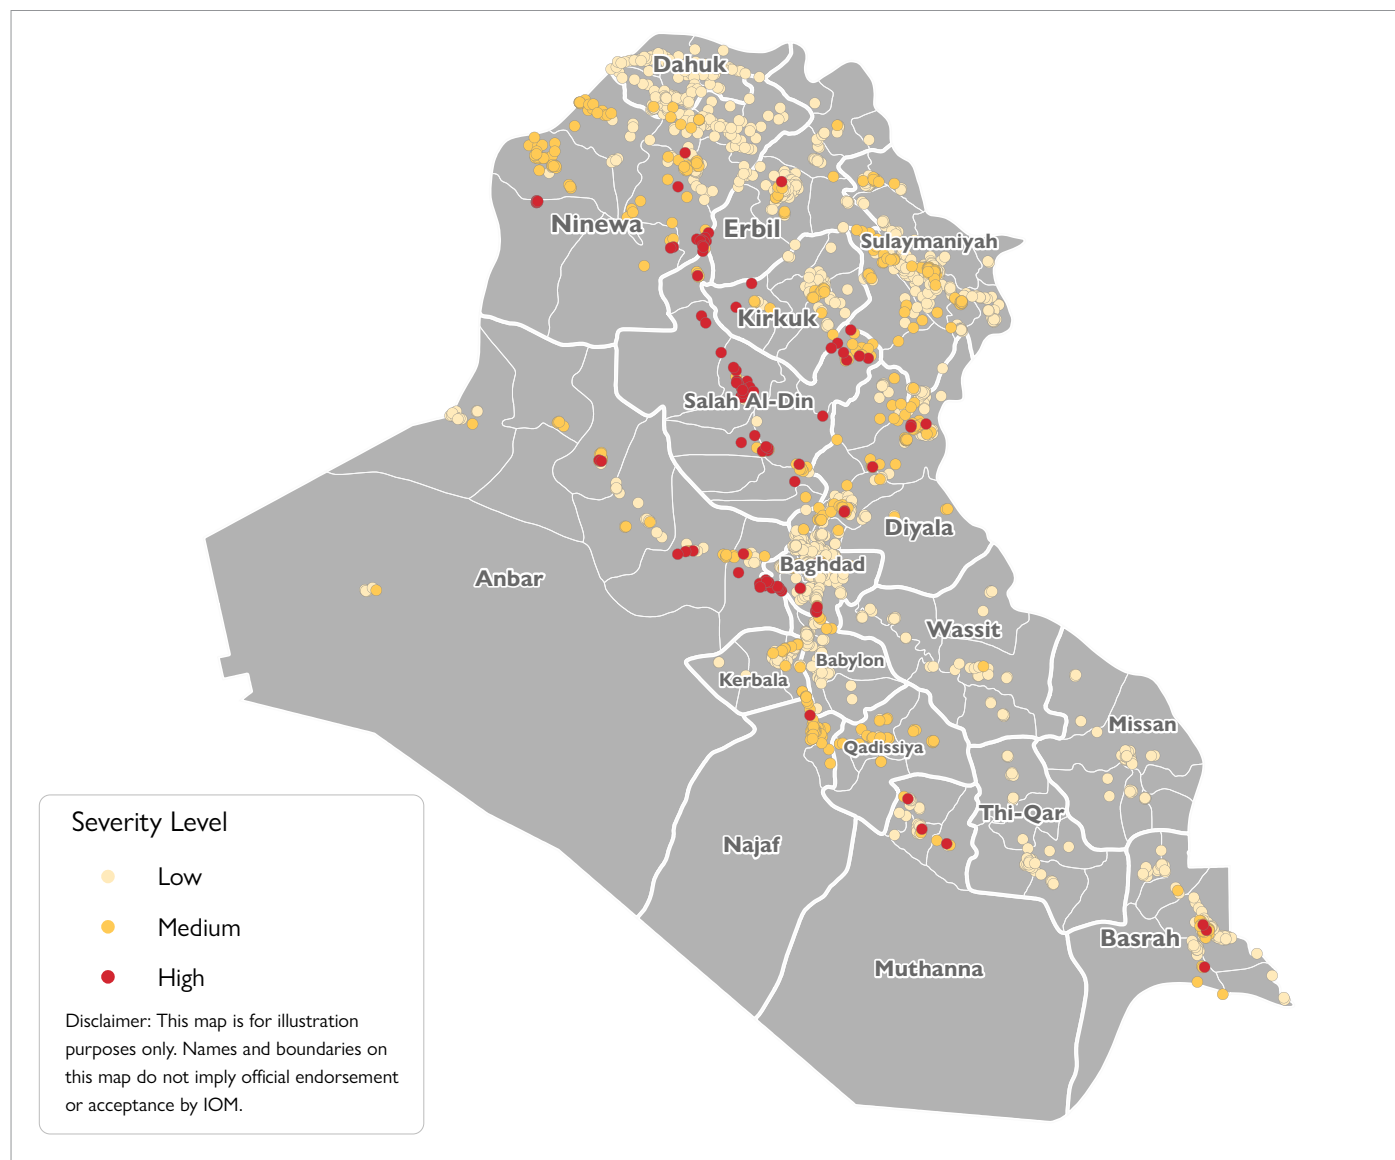 Dahuk
Ninewa
Erbil
Sulaymaniyah
Kirkuk
Salah Al-Din
Diyala
Baghdad
Anbar
Wassit
Babylon
Kerbala
Missan
Qadissiya
Thi-Qar
Najaf
Basrah
Muthanna
Severity Level
Low
Medium
High
Disclaimer: This map is for illustration
purposes only. Names and boundaries on
this map do not imply official endorsement
or acceptance by IOM.